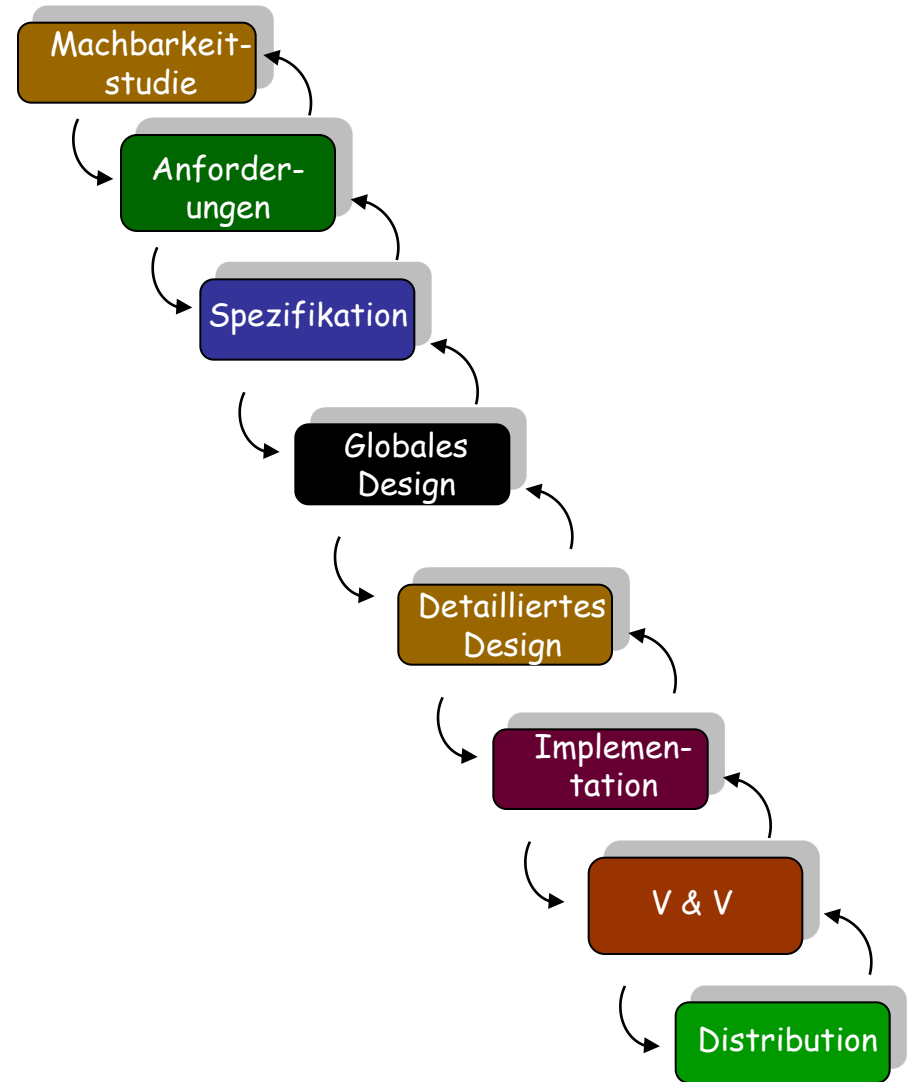 Machbarkeit-
studie
Anforder-
ungen
Spezifikation
Globales
Design
Detailliertes
Design
Implemen-
tation
V & V
Distribution